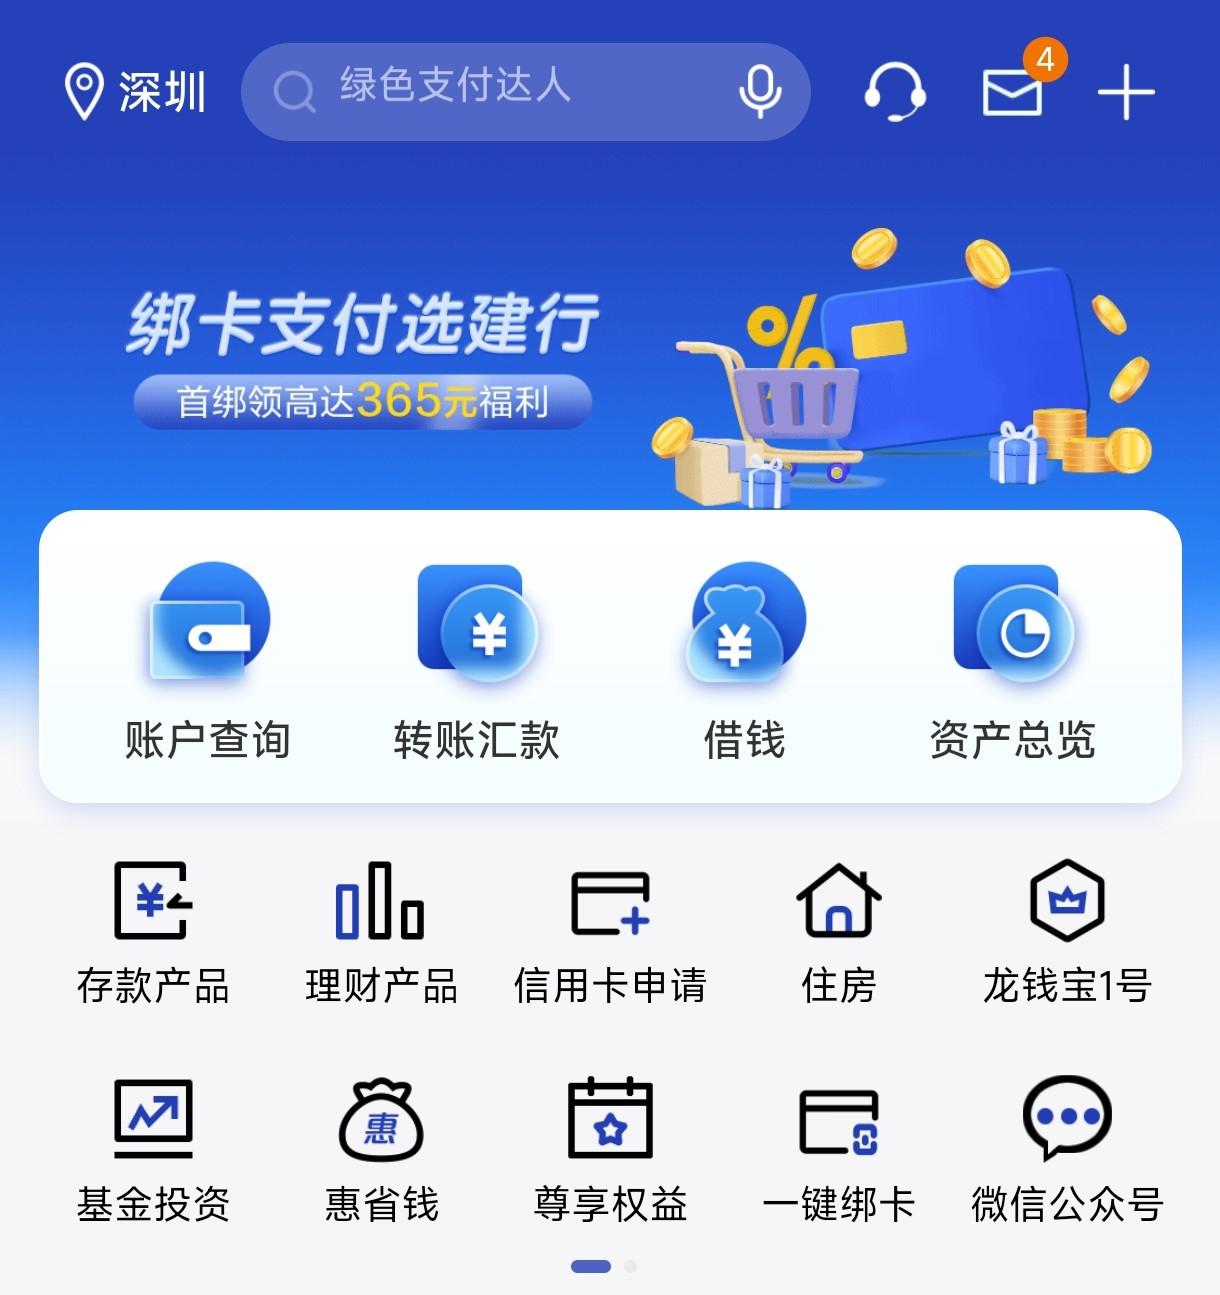 深圳
绿色支付达人
4
绑卡支付选建行
首绑领高达365元福利
账户查询
转账汇款
借钱
资产总览
存款产品
理财产品
信用卡申请
住房
龙钱宝1号
惠
基金投资
惠省钱
尊享权益
一键绑卡
微信公众号